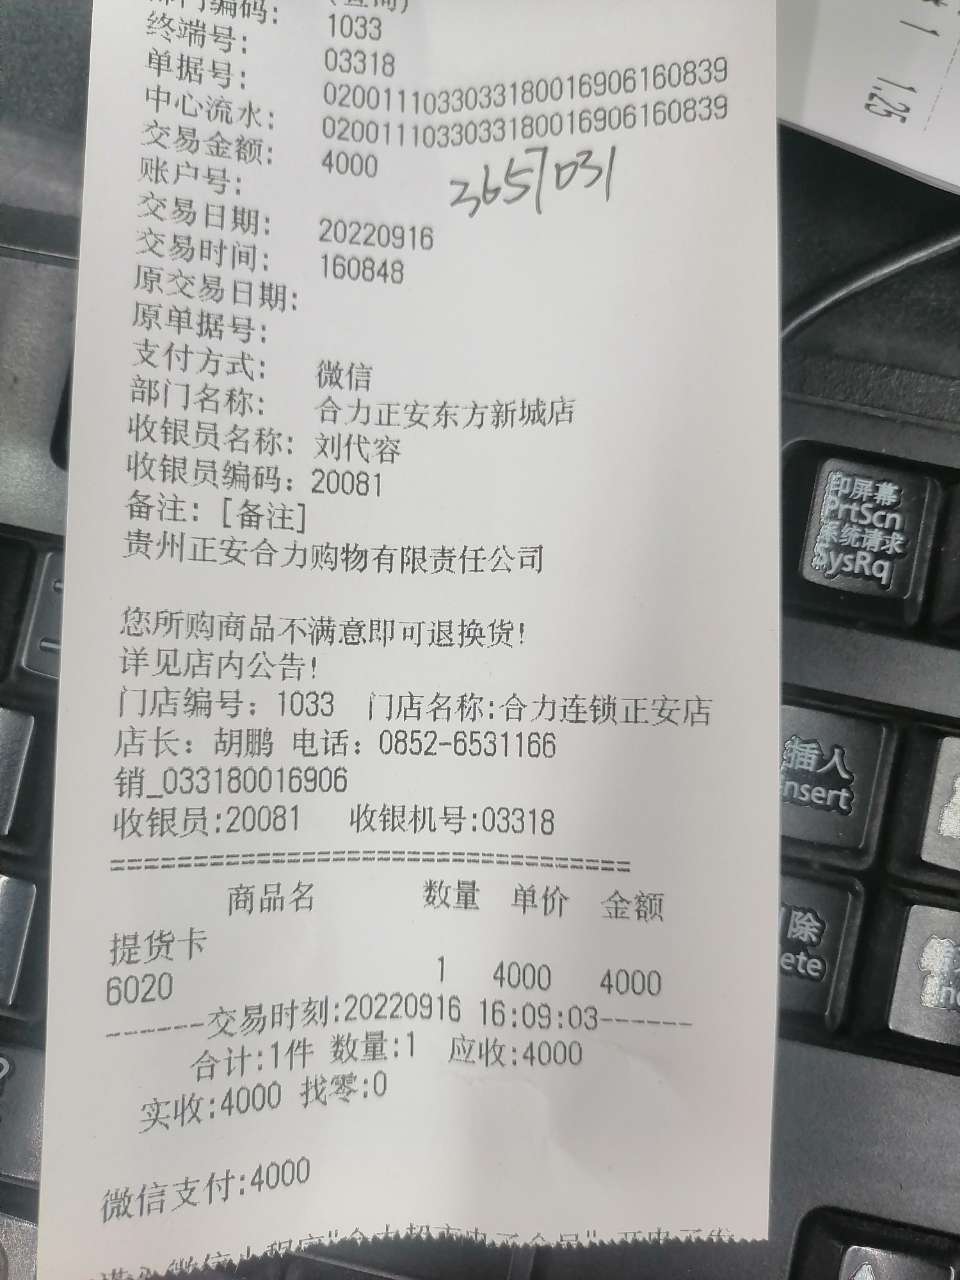 部门编码: (查询)
终端号: 1033
单据号: 03318
中心流水: 0200111033033180016906160839
交易金额: 0200111033033180016906160839
账户号: 4000
3657031
交易日期: 20220916
交易时间: 160848
原交易日期:
原单据号:
支付方式: 微信
部门名称: 合力正安东方新城店
收银员名称: 刘代容
收银员编码: 20081
备注: [备注]
贵州正安合力购物有限责任公司
您所购商品不满意即可退换货!
详见店内公告!
门店编号: 1033 门店名称:合力连锁正安店
店长: 胡鹏 电话: 0852-6531166
销_033180016906
收银员:20081 收银机号:03318
==================================
商品名 数量 单价 金额
提货卡
6020 1 4000 4000
-------交易时刻:20220916 16:09:03------
合计:1件 数量:1 应收:4000
实收:4000 找零:0
微信支付:4000
1
1.25
印屏幕
PrtScn
系统请求
SysRq
插入
Insert